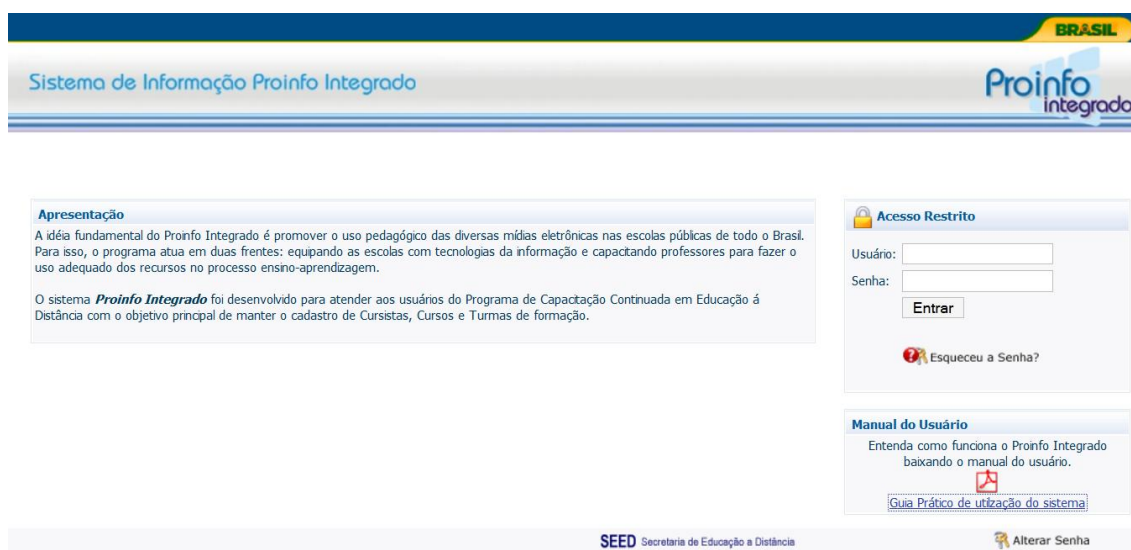 BRASIL
Sistema de Informação Proinfo Integrado
Proinfo
integrado
Apresentação
A idéia fundamental do Proinfo Integrado é promover o uso pedagógico das diversas mídias eletrônicas nas escolas públicas de todo o Brasil.
Para isso, o programa atua em duas frentes: equipando as escolas com tecnologias da informação e capacitando professores para fazer o
uso adequado dos recursos no processo ensino-aprendizagem.
O sistema Proinfo Integrado foi desenvolvido para atender aos usuários do Programa de Capacitação Continuada em Educação á
Distância com o objetivo principal de manter o cadastro de Cursistas, Cursos e Turmas de formação.
Acesso Restrito
Usuário:
Senha:
Entrar
Esqueceu a Senha?
Manual do Usuário
Entenda como funciona o Proinfo Integrado
baixando o manual do usuário.
Guia Prático de utilização do sistema
SEED Secretaria de Educação a Distância
Alterar Senha